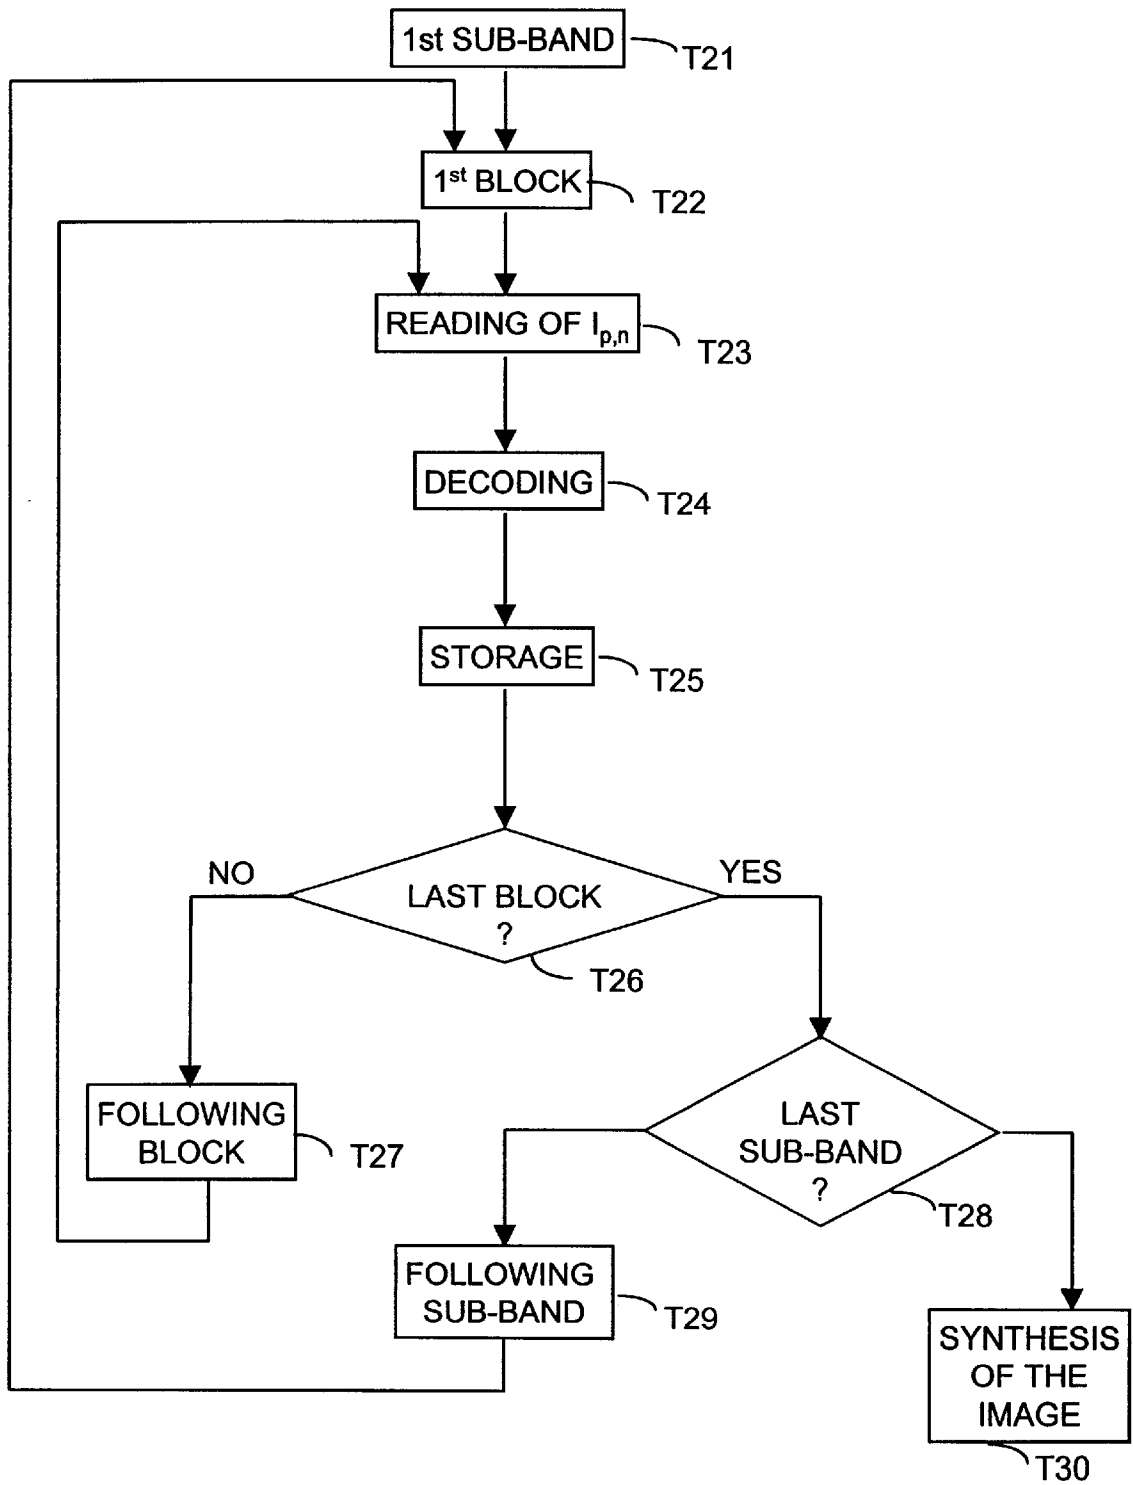 1st SUB-BAND
T21
1st BLOCK
T22
READING OF Ip,n
T23
DECODING
T24
STORAGE
T25
NO
YES
LAST BLOCK
?
T26
FOLLOWING
BLOCK
T27
LAST
SUB-BAND
?
T28
FOLLOWING
SUB-BAND
T29
SYNTHESIS
OF THE
IMAGE
T30